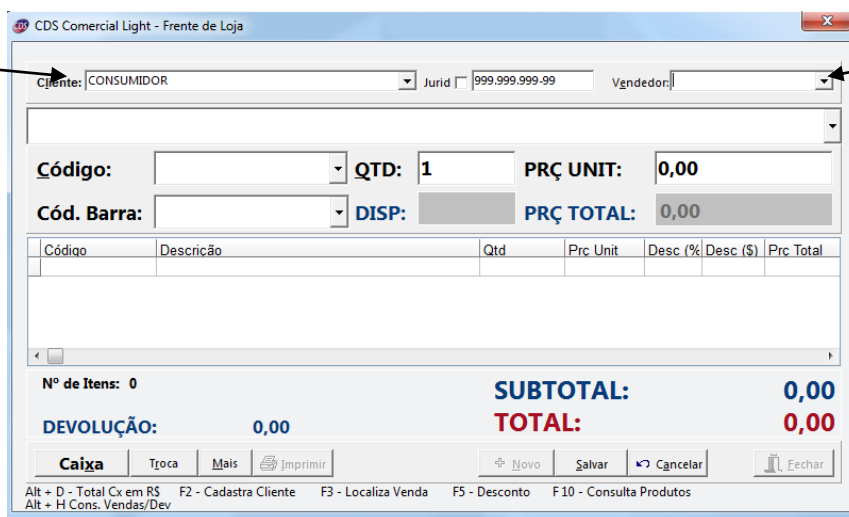 CDS Comercial Light - Frente de Loja
Cliente: CONSUMIDOR Jurid 999.999.999-99 Vendedor:
Código: QTD: 1 PRÇ UNIT: 0,00
Cód. Barra: DISP: PRÇ TOTAL: 0,00
Código Descrição Qtd Prc Unit Desc (% Desc ($) Prc Total
Nº de Itens: 0 SUBTOTAL: 0,00
DEVOLUÇÃO: 0,00 TOTAL: 0,00
Caixa Troca Mais Imprimir Novo Salvar Cancelar Fechar
Alt + D - Total Cx em R$ F2 - Cadastra Cliente F3 - Localiza Venda F5 - Desconto F10 - Consulta Produtos
Alt + H Cons. Vendas/Dev